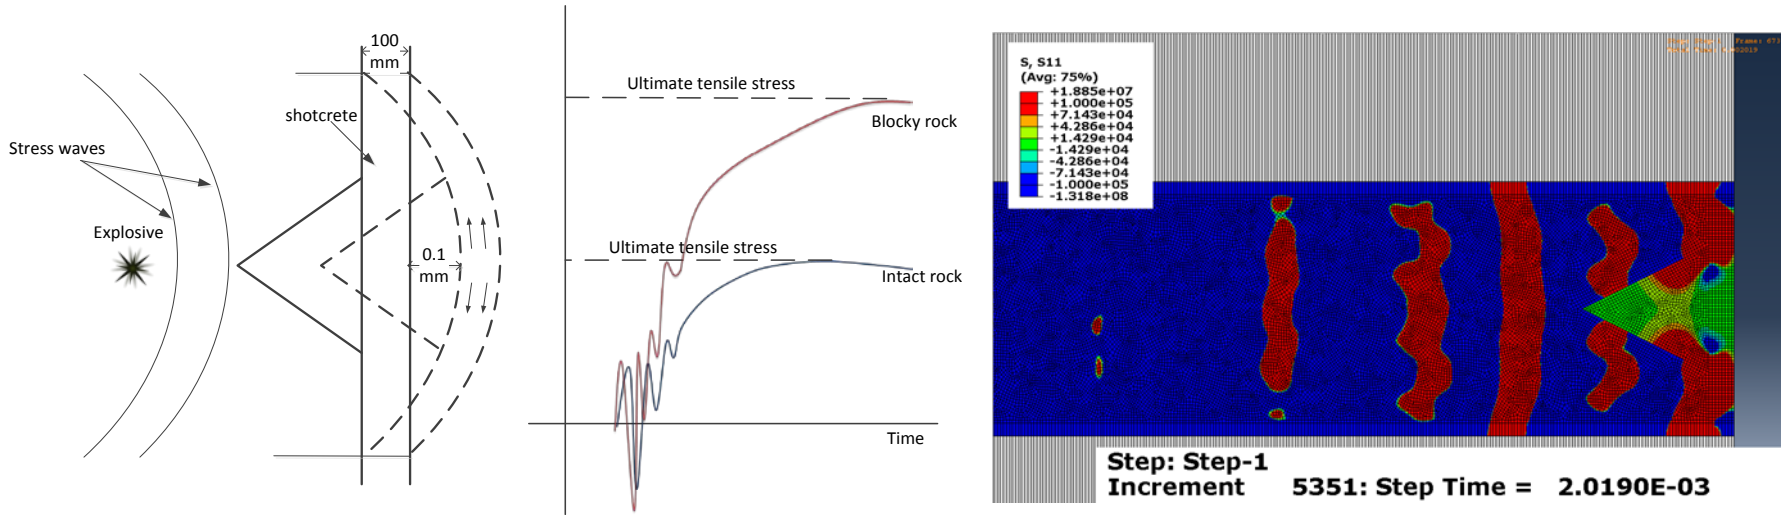 100
mm
shotcrete
Stress waves
Explosive
0.1
mm
Ultimate tensile stress
Blocky rock
Ultimate tensile stress
Intact rock
Time
S, S11
(Avg: 75%)
+1.885e+07
+1.000e+05
+7.143e+04
+4.286e+04
+1.429e+04
-1.429e+04
-4.286e+04
-7.143e+04
-1.000e+05
-1.318e+08
Step: Step-1
Increment 5351: Step Time = 2.0190E-03